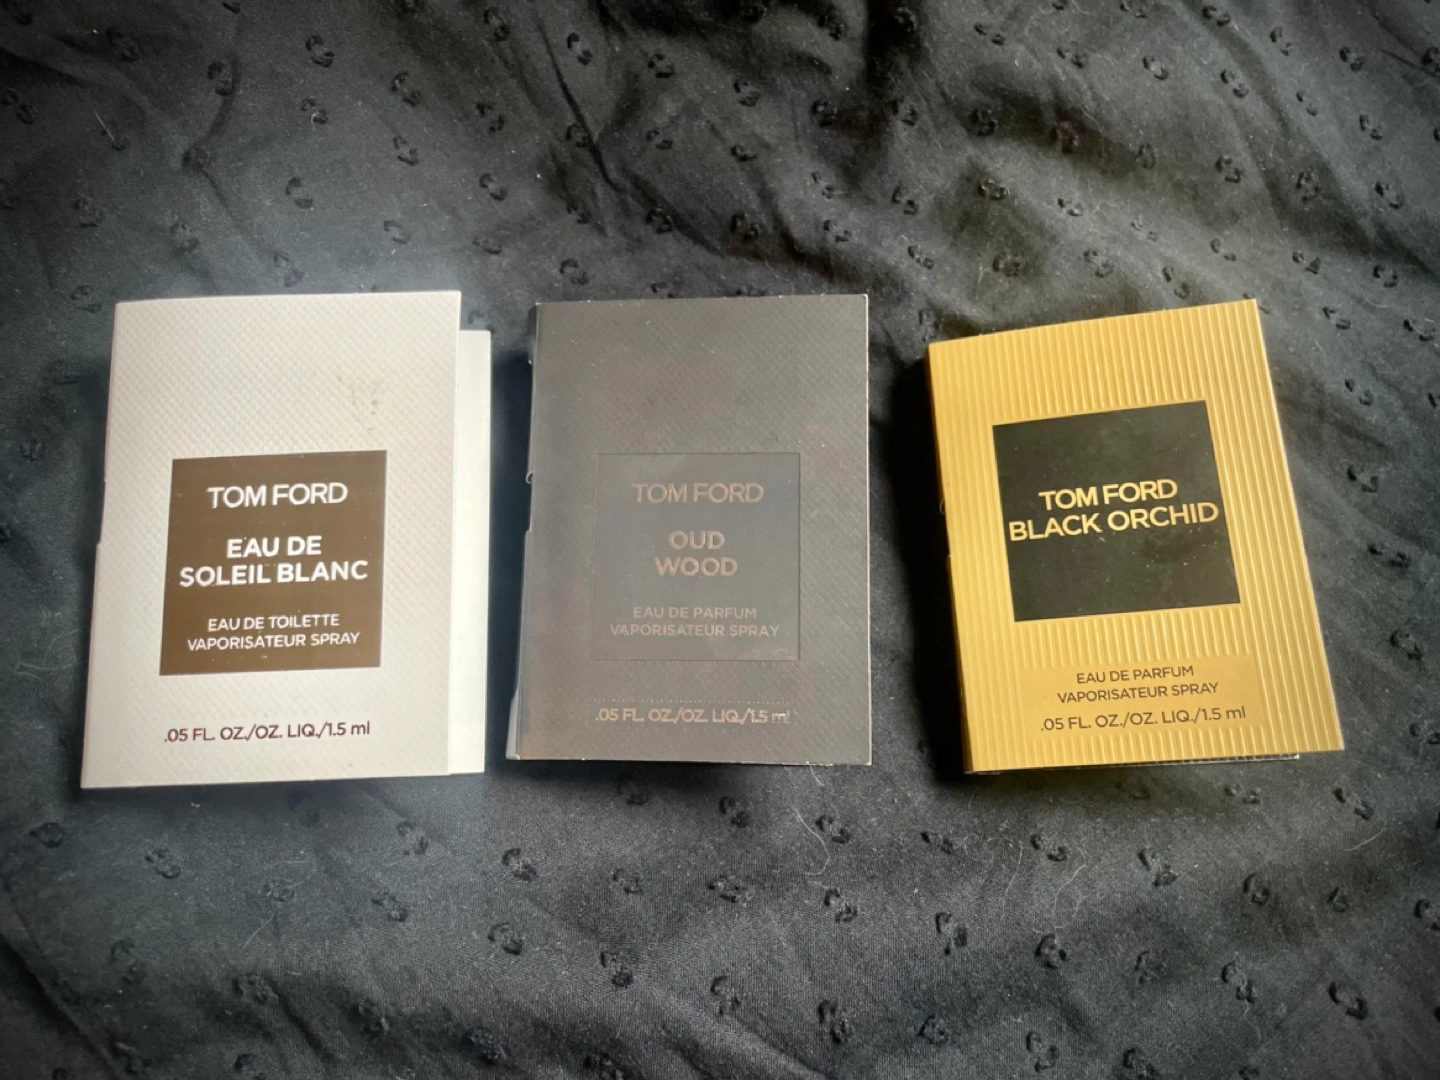 TOM FORD
EAU DE
SOLEIL BLANC
EAU DE TOILETTE
VAPORISATEUR SPRAY
.05 FL. OZ./OZ. LIQ./1.5 ml
TOM FORD
OUD
WOOD
EAU DE PARFUM
VAPORISATEUR SPRAY
.05 FL. OZ./OZ. LIQ./1.5 ml
TOM FORD
BLACK ORCHID
EAU DE PARFUM
VAPORISATEUR SPRAY
.05 FL. OZ./OZ. LIQ./1.5 ml